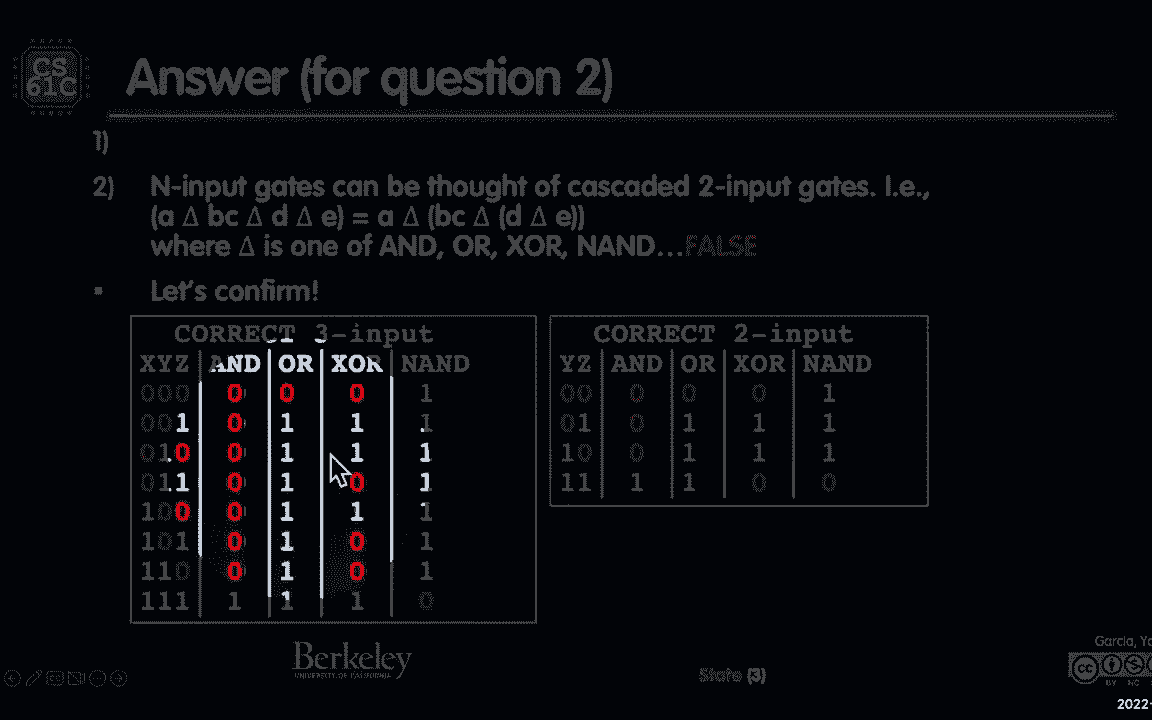 CS
61C
Answer (for question 2)
1)
2) N-input gates can be thought of cascaded 2-input gates. I.e.,
(a Δ bc Δ d Δ e) = a Δ (bc Δ (d Δ e))
where Δ is one of AND, OR, XOR, NAND…FALSE
▪ Let's confirm!
CORRECT 3-input
XYZ AND OR XOR NAND
000 0 0 0 1
001 0 1 1 1
010 0 1 1 1
011 0 1 0 1
100 0 1 1 1
101 0 1 0 1
110 0 1 0 1
111 1 1 1 0
CORRECT 2-input
YZ AND OR XOR NAND
00 0 0 0 1
01 0 1 1 1
10 0 1 1 1
11 1 1 0 0
Berkeley
UNIVERSITY OF CALIFORNIA
State (3)
Garcia,
cc
BY NC
2022-